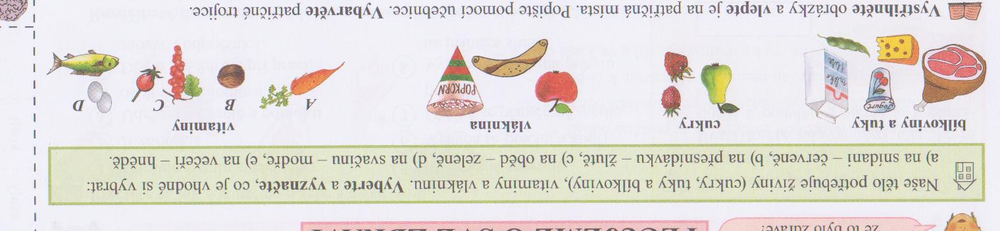 že to bylo zdravé!
Naše tělo potřebuje živiny (cukry, tuky a bílkoviny), vitaminy a vlákninu. Vyberte a vyznačte, co je vhodné si vybrat:
a) na snídani – červeně, b) na přesnídávku – žlutě, c) na oběd – zeleně, d) na svačinu – modře, e) na večeři – hnědě.
bílkoviny a tuky cukry vláknina vitaminy
Jogurt
mléko
POPKORN
A B C D
Vystřihněte obrázky a vlepte je na patřičná místa. Popište pomocí učebnice. Vybarvěte patřičné trojice.